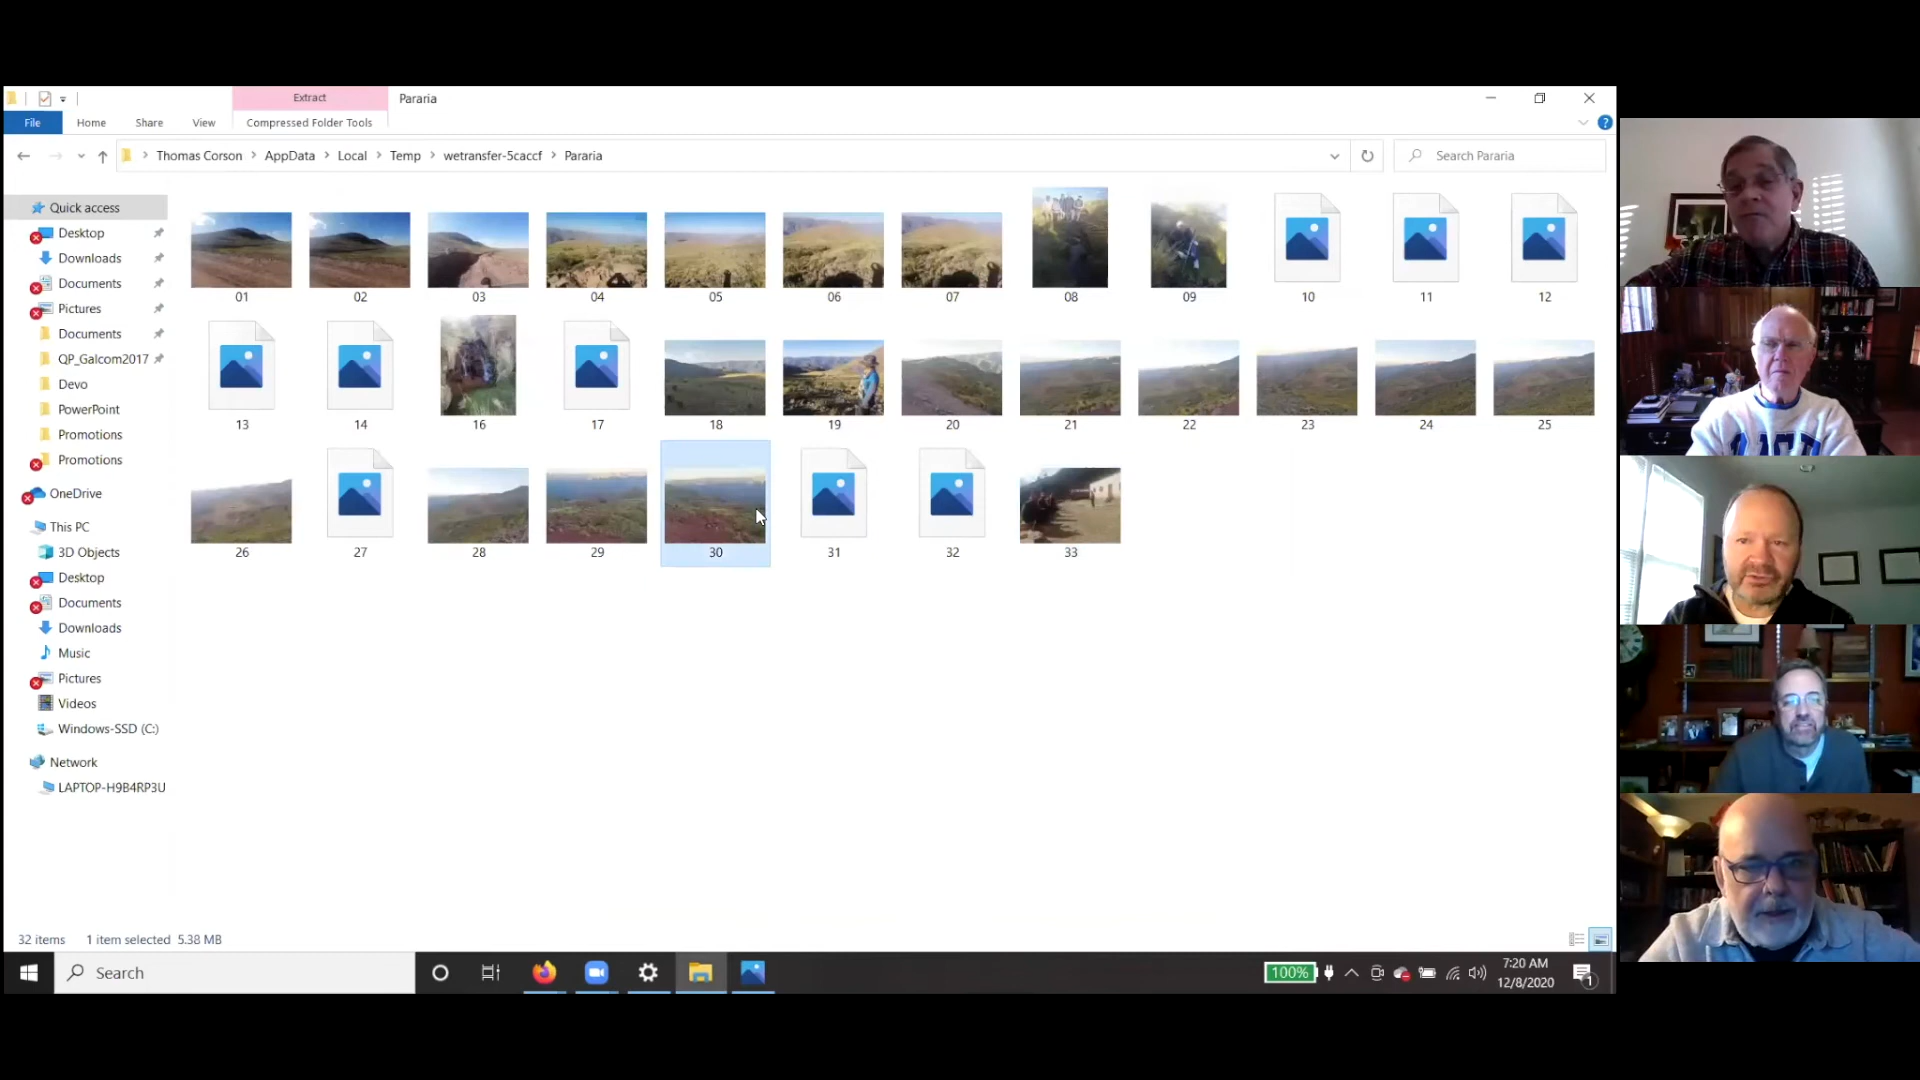 Extract
Pararia
File
Home
Share
View
Compressed Folder Tools
Thomas Corson
AppData
Local
Temp
wetransfer-5caccf
Pararia
Search Pararia
Quick access
Desktop
Downloads
Documents
Pictures
Documents
QP_Galcom2017
Devo
PowerPoint
Promotions
Promotions
OneDrive
This PC
3D Objects
Desktop
Documents
Downloads
Music
Pictures
Videos
Windows-SSD (C:)
Network
LAPTOP-H9B4RP3U
01 02 03 04 05 06 07 08 09 10 11 12
13 14 16 17 18 19 20 21 22 23 24 25
26 27 28 29 30 31 32 33
32 items
1 item selected 5.38 MB
Search
100%
7:20 AM
12/8/2020
1